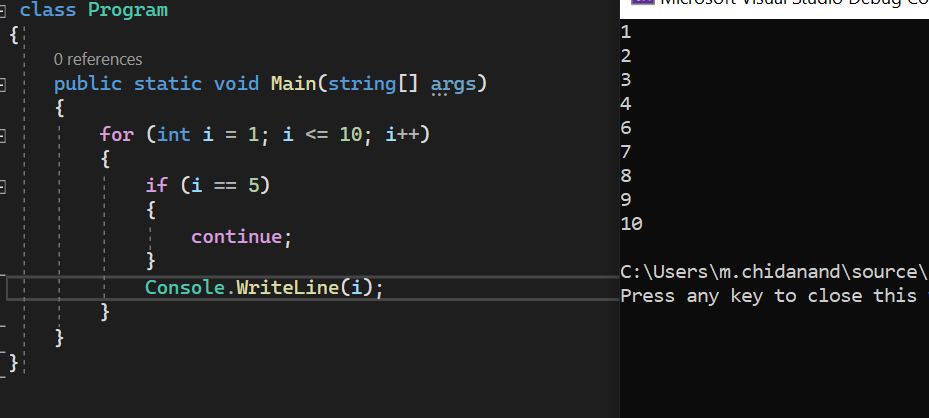 class Program
{
0 references
public static void Main(string[] args)
{
for (int i = 1; i <= 10; i++)
{
if (i == 5)
{
continue;
}
Console.WriteLine(i);
}
}
}
Microsoft Visual Studio Debug Co
1
2
3
4
6
7
8
9
10
C:\Users\m.chidanand\source\
Press any key to close this